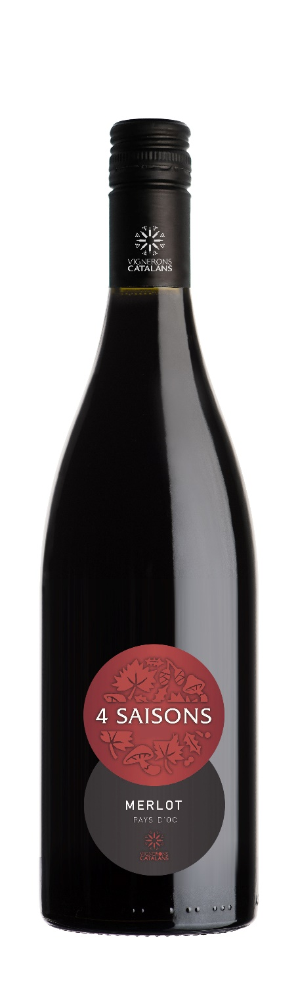 VIGNERONS
CATALANS
4 SAISONS
MERLOT
PAYS D'OC
VIGNERONS
CATALANS